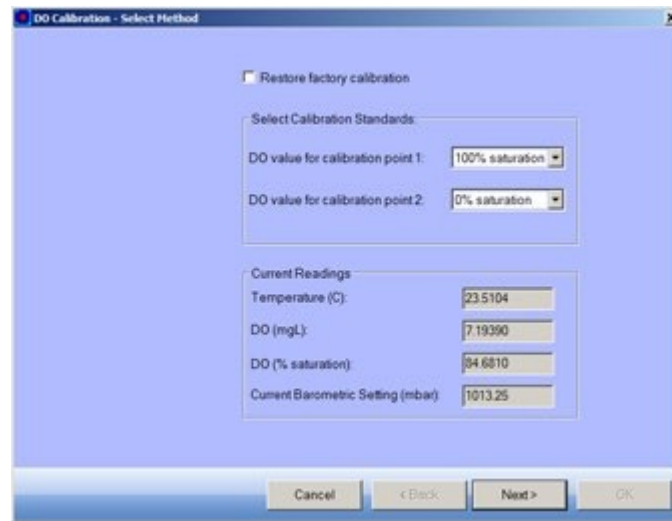 DO Calibration - Select Method
Restore factory calibration
Select Calibration Standards:
DO value for calibration point 1: 100% saturation
DO value for calibration point 2: 0% saturation
Current Readings
Temperature (C): 23.5104
DO (mgL): 7.19390
DO (% saturation): 84.6810
Current Barometric Setting (mbar): 1013.25
Cancel < Back Next > OK